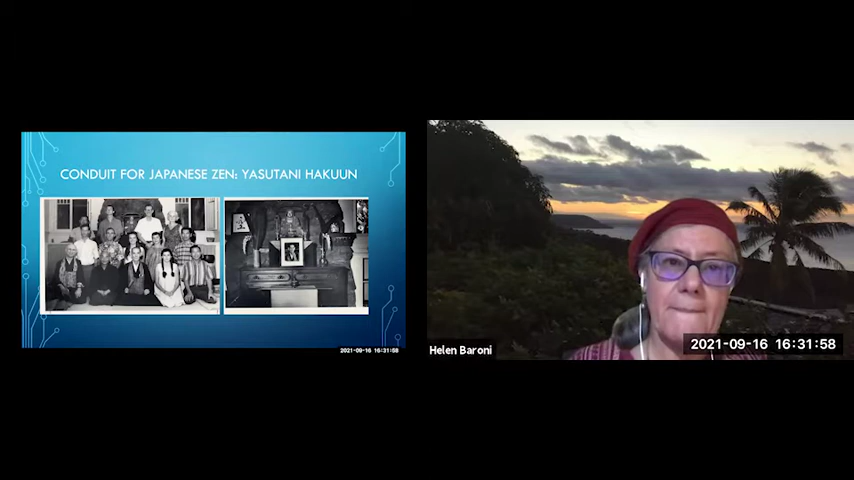 CONDUIT FOR JAPANESE ZEN: YASUTANI HAKUUN
2021-09-16 16:31:58
Helen Baroni
2021-09-16 16:31:58